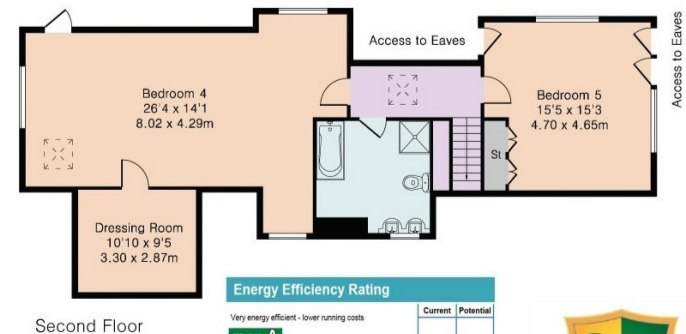 Access to Eaves
Access to Eaves
Bedroom 4
26'4 x 14'1
8.02 x 4.29m
Bedroom 5
15'5 x 15'3
4.70 x 4.65m
St
Dressing Room
10'10 x 9'5
3.30 x 2.87m
Second Floor
Energy Efficiency Rating
Current Potential
Very energy efficient - lower running costs
A